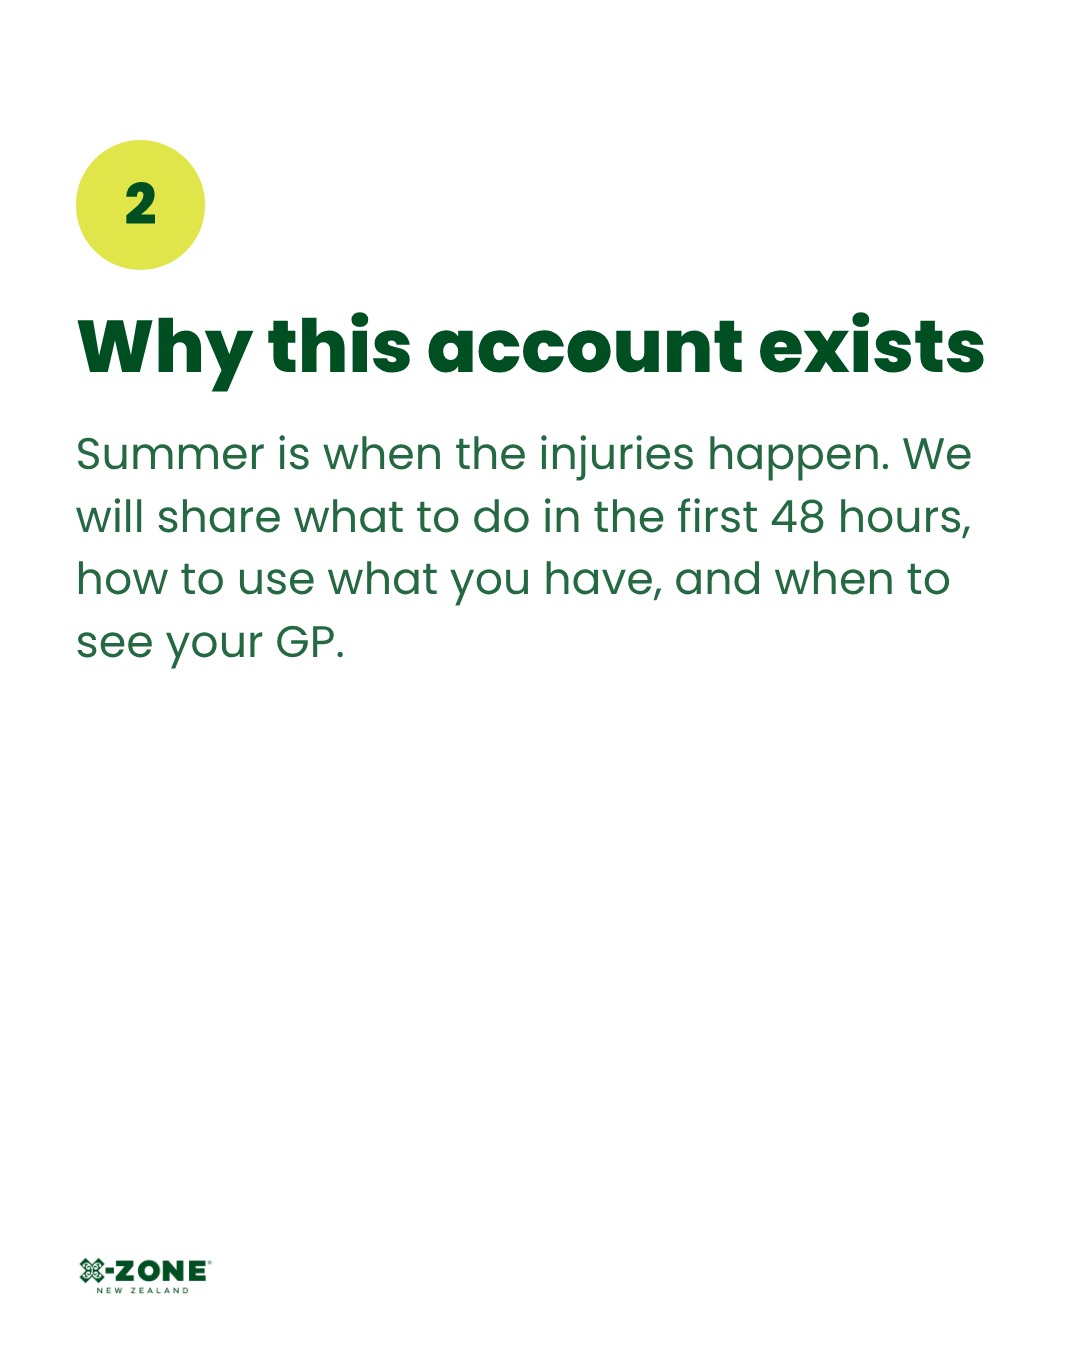 2
Why this account exists
Summer is when the injuries happen. We
will share what to do in the first 48 hours,
how to use what you have, and when to
see your GP.
X-ZONE
NEW ZEALAND